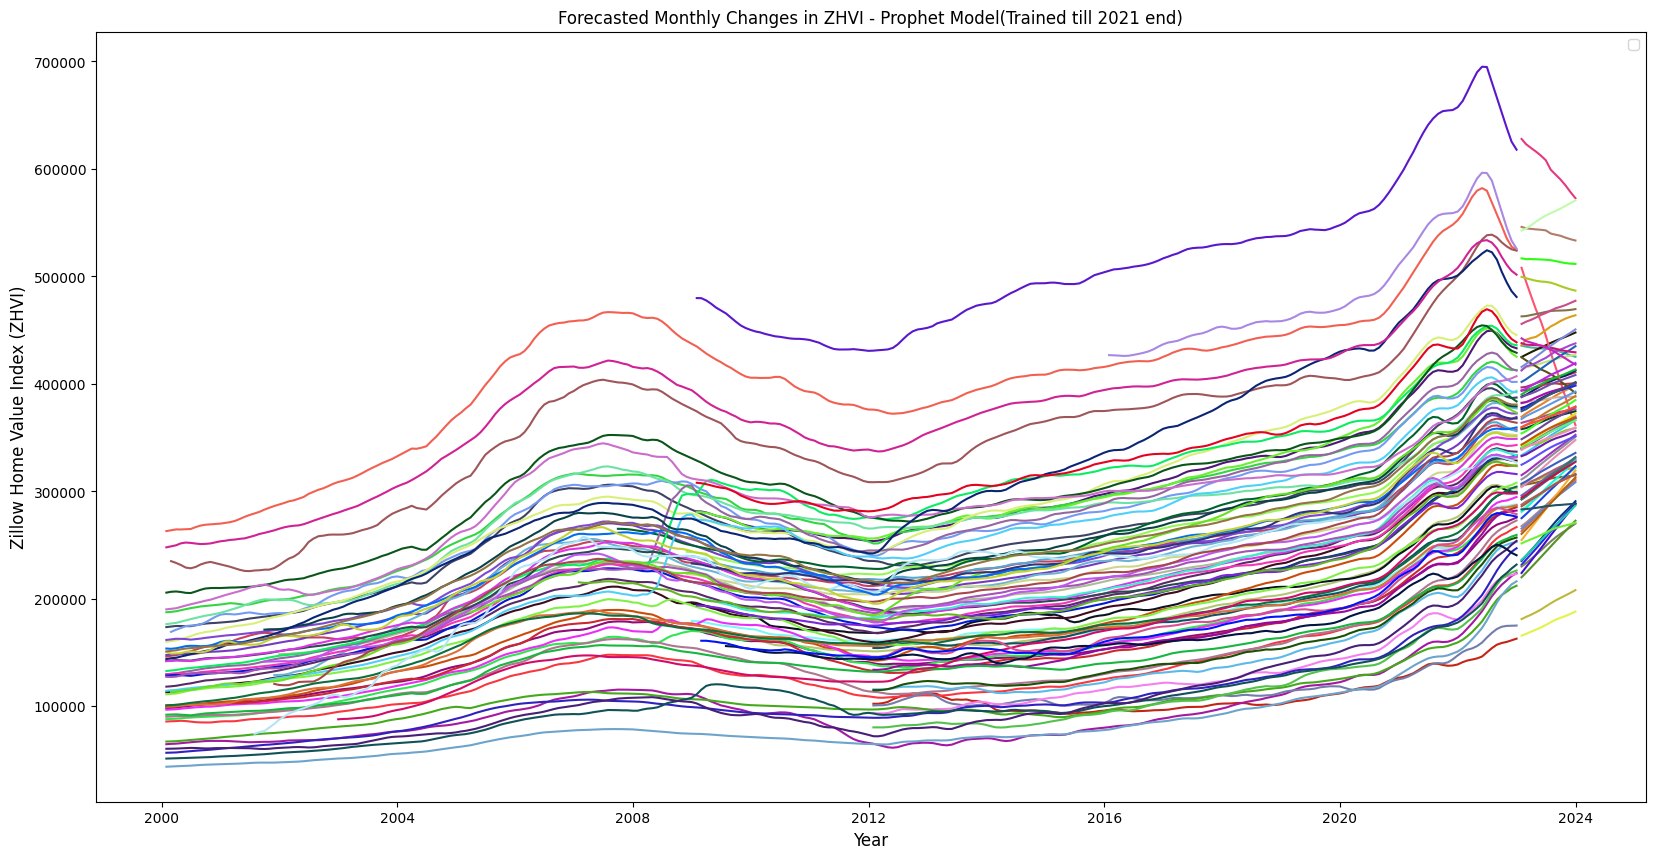 Forecasted Monthly Changes in ZHVI - Prophet Model(Trained till 2021 end)
Zillow Home Value Index (ZHVI)
700000
600000
500000
400000
300000
200000
100000
2000 2004 2008 2012 2016 2020 2024
Year